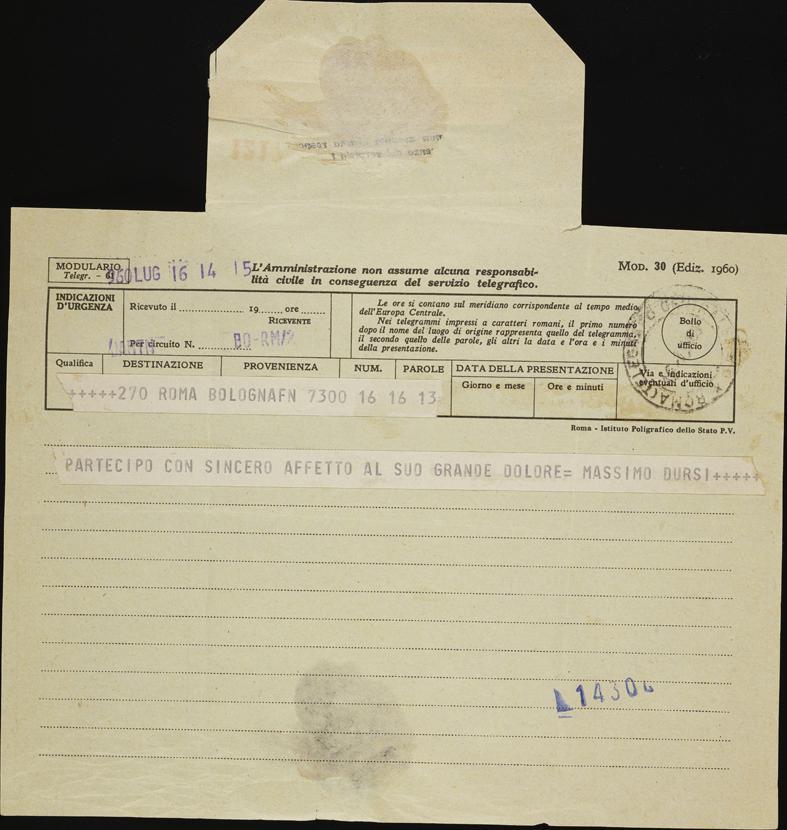 MODULARIO
Telegr. - 61
960LUG 16 14 15
L'Amministrazione non assume alcuna responsabi-
lità civile in conseguenza del servizio telegrafico.
MOD. 30 (Ediz. 1960)
INDICAZIONI
D'URGENZA
Ricevuto il 19 ore
RICEVENTE
Per circuito N. BO-RM/2
Le ore si contano sul meridiano corrispondente al tempo medio
dell'Europa Centrale.
Nei telegrammi impressi a caratteri romani, il primo numero
dopo il nome del luogo di origine rappresenta quello del telegramma,
il secondo quello delle parole, gli altri la data e l'ora e i minuti
della presentazione.
Bollo
di
ufficio
Qualifica DESTINAZIONE PROVENIENZA NUM. PAROLE DATA DELLA PRESENTAZIONE
Giorno e mese Ore e minuti
Via e indicazioni
eventuali d'ufficio
+++++270 ROMA BOLOGNAFN 7300 16 16 13
Roma - Istituto Poligrafico dello Stato P.V.
PARTECIPO CON SINCERO AFFETTO AL SUO GRANDE DOLORE= MASSIMO DURSI+++++